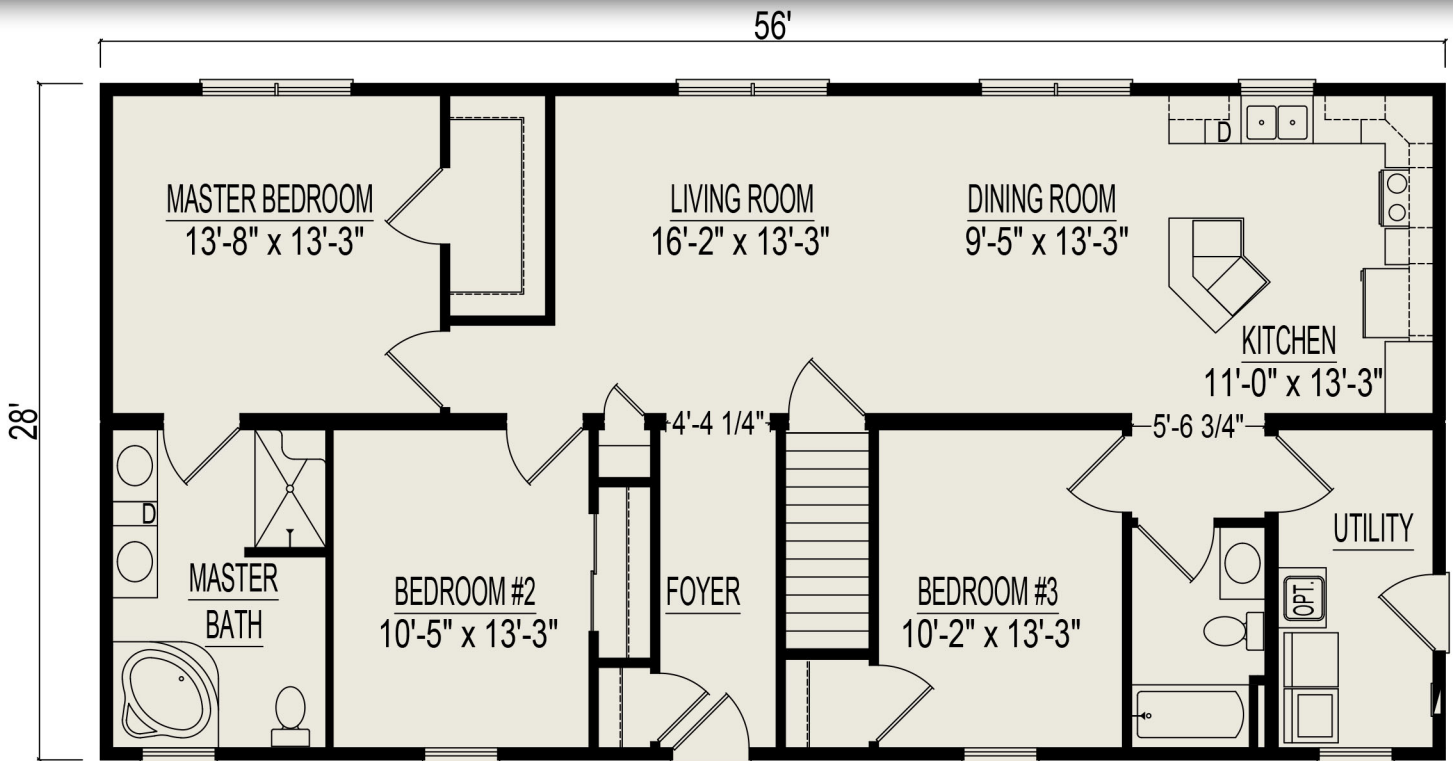 56'
28'
MASTER BEDROOM
13'-8" x 13'-3"
LIVING ROOM
16'-2" x 13'-3"
DINING ROOM
9'-5" x 13'-3"
D
KITCHEN
11'-0" x 13'-3"
4'-4 1/4"
5'-6 3/4"
D
MASTER
BATH
BEDROOM #2
10'-5" x 13'-3"
FOYER
BEDROOM #3
10'-2" x 13'-3"
UTILITY
OPT.